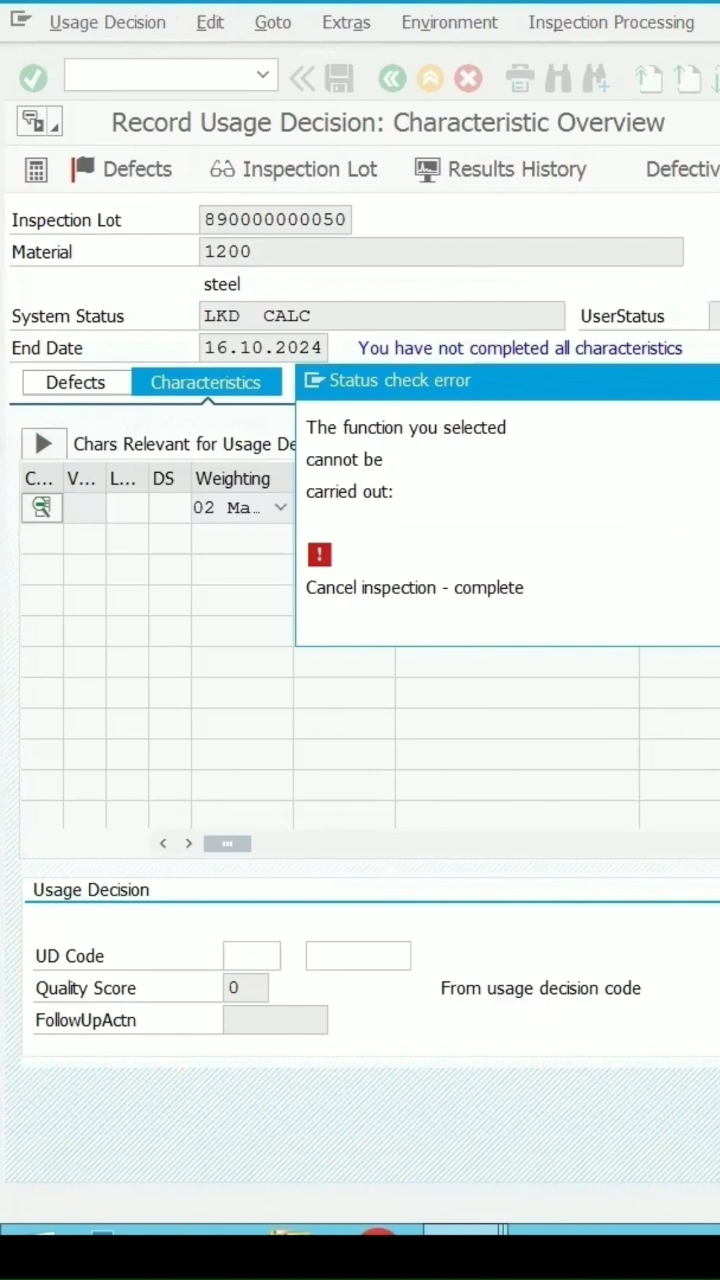 Usage Decision Edit Goto Extras Environment Inspection Processing
Record Usage Decision: Characteristic Overview
Defects Inspection Lot Results History Defectiv
Inspection Lot 890000000050
Material 1200
steel
System Status LKD CALC UserStatus
End Date 16.10.2024 You have not completed all characteristics
Defects Characteristics
Status check error
The function you selected
cannot be
carried out:
Cancel inspection - complete
Chars Relevant for Usage De
C... V... L... DS Weighting
02 Ma…
Usage Decision
UD Code
Quality Score 0 From usage decision code
FollowUpActn